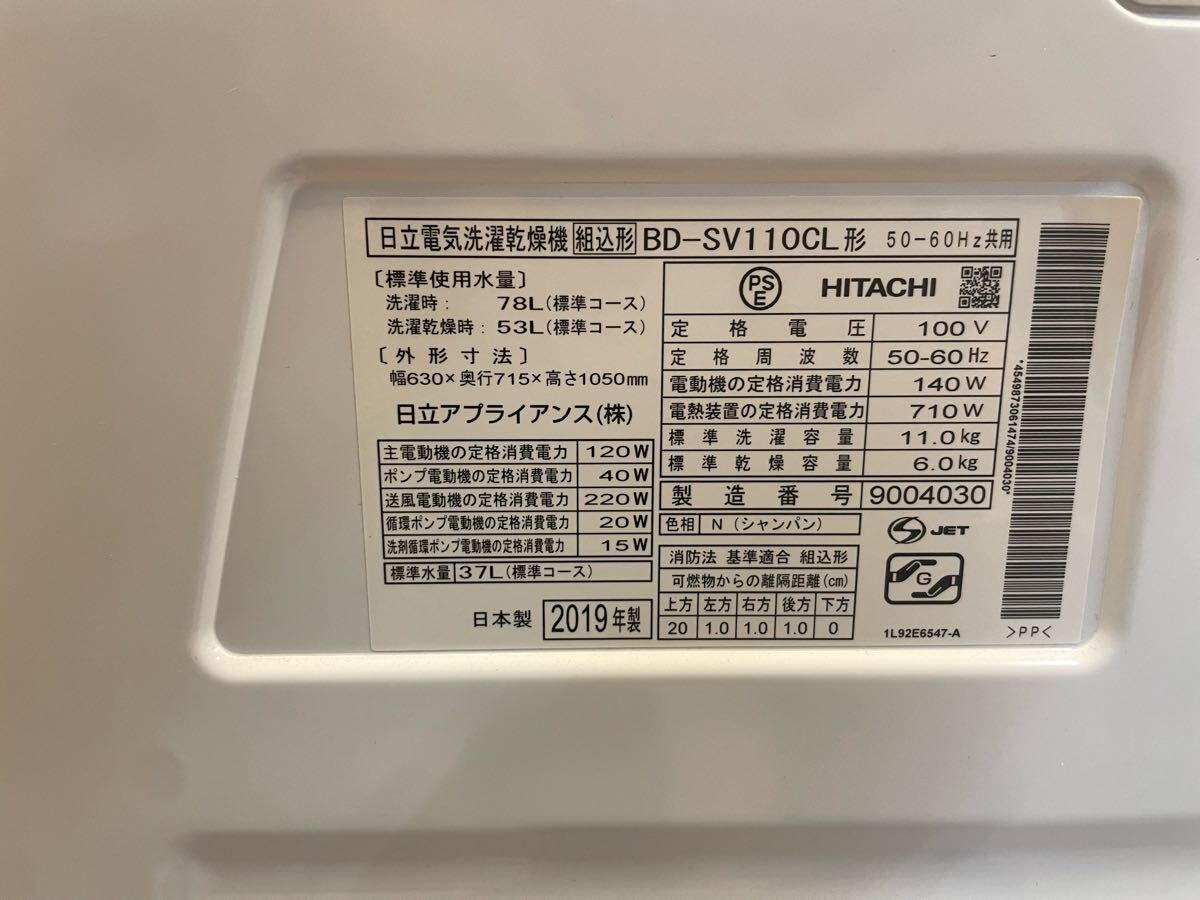 日立電気洗濯乾燥機 組込形 BD-SV110CL形 50-60Hz共用
〔標準使用水量〕
洗濯時： 78L(標準コース)
洗濯乾燥時： 53L(標準コース)
〔外形寸法〕
幅630×奥行715×高さ1050mm
日立アプライアンス(株)
主電動機の定格消費電力 120W
ポンプ電動機の定格消費電力 40W
送風電動機の定格消費電力 220W
循環ポンプ電動機の定格消費電力 20W
洗剤循環ポンプ電動機の定格消費電力 15W
標準水量 37L(標準コース)
日本製 2019年製
PSE HITACHI
定格電圧 100V
定格周波数 50-60Hz
電動機の定格消費電力 140W
電熱装置の定格消費電力 710W
標準洗濯容量 11.0kg
標準乾燥容量 6.0kg
製造番号 9004030
色相 N（シャンパン）
消防法 基準適合 組込形
可燃物からの離隔距離(cm)
上方 左方 右方 後方 下方
20 1.0 1.0 1.0 0
S JET
G
1L92E6547-A
*4549873061474/9004030*
>PP<